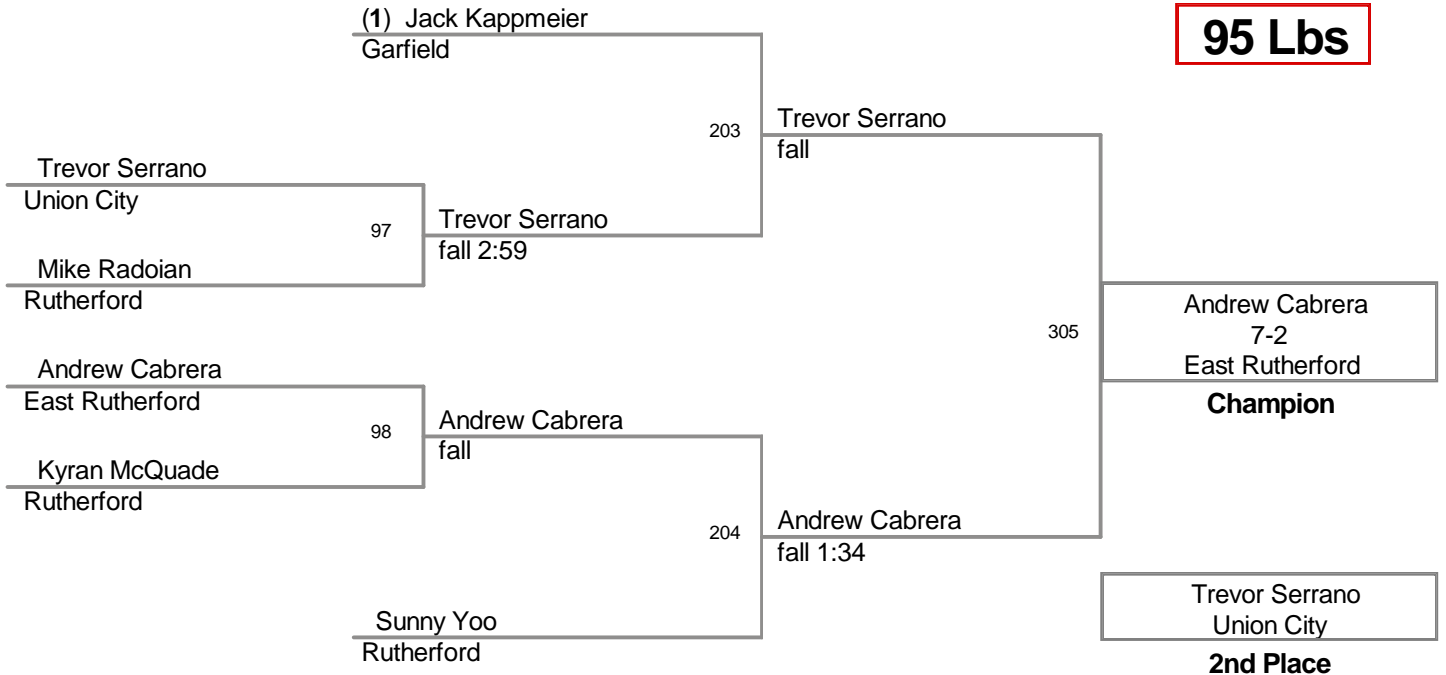 (1) Jack Kappmeier
Garfield
95 Lbs
203
Trevor Serrano
fall
Trevor Serrano
Union City
97
Trevor Serrano
fall 2:59
Mike Radoian
Rutherford
305
Andrew Cabrera
7-2
East Rutherford
Champion
Andrew Cabrera
East Rutherford
98
Andrew Cabrera
fall
Kyran McQuade
Rutherford
204
Andrew Cabrera
fall 1:34
Sunny Yoo
Rutherford
Trevor Serrano
Union City
2nd Place